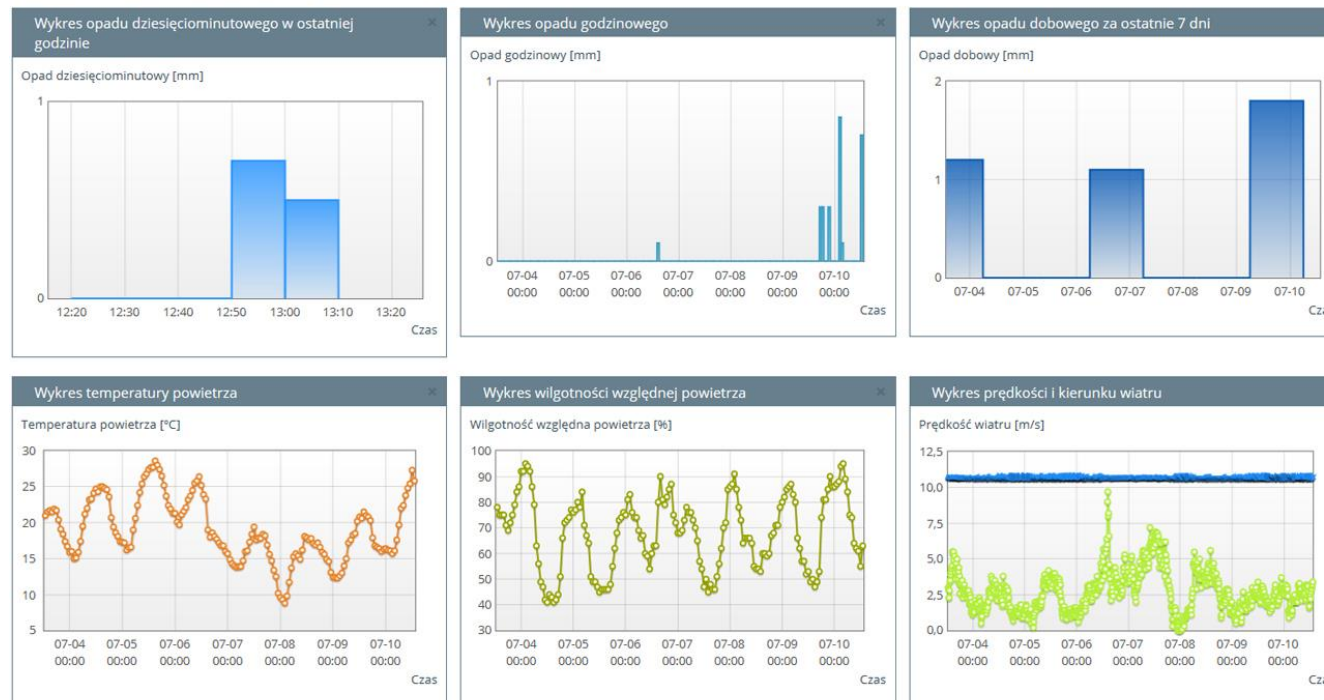 Wykres opadu dziesięciominutowego w ostatniej
godzinie
Opad dziesięciominutowy [mm]
1
0
12:20 12:30 12:40 12:50 13:00 13:10 13:20
Czas
Wykres opadu godzinowego
Opad godzinowy [mm]
1
0
07-04 07-05 07-06 07-07 07-08 07-09 07-10
00:00 00:00 00:00 00:00 00:00 00:00 00:00
Czas
Wykres opadu dobowego za ostatnie 7 dni
Opad dobowy [mm]
2
1
0
07-04 07-05 07-06 07-07 07-08 07-09 07-10
Cza
Wykres temperatury powietrza
Temperatura powietrza [°C]
30
25
20
15
10
5
07-04 07-05 07-06 07-07 07-08 07-09 07-10
00:00 00:00 00:00 00:00 00:00 00:00 00:00
Czas
Wykres wilgotności względnej powietrza
Wilgotność względna powietrza [%]
100
90
80
70
60
50
40
30
07-04 07-05 07-06 07-07 07-08 07-09 07-10
00:00 00:00 00:00 00:00 00:00 00:00 00:00
Czas
Wykres prędkości i kierunku wiatru
Prędkość wiatru [m/s]
12,5
10,0
7,5
5,0
2,5
0,0
07-04 07-05 07-06 07-07 07-08 07-09 07-10
00:00 00:00 00:00 00:00 00:00 00:00 00:00
Cza